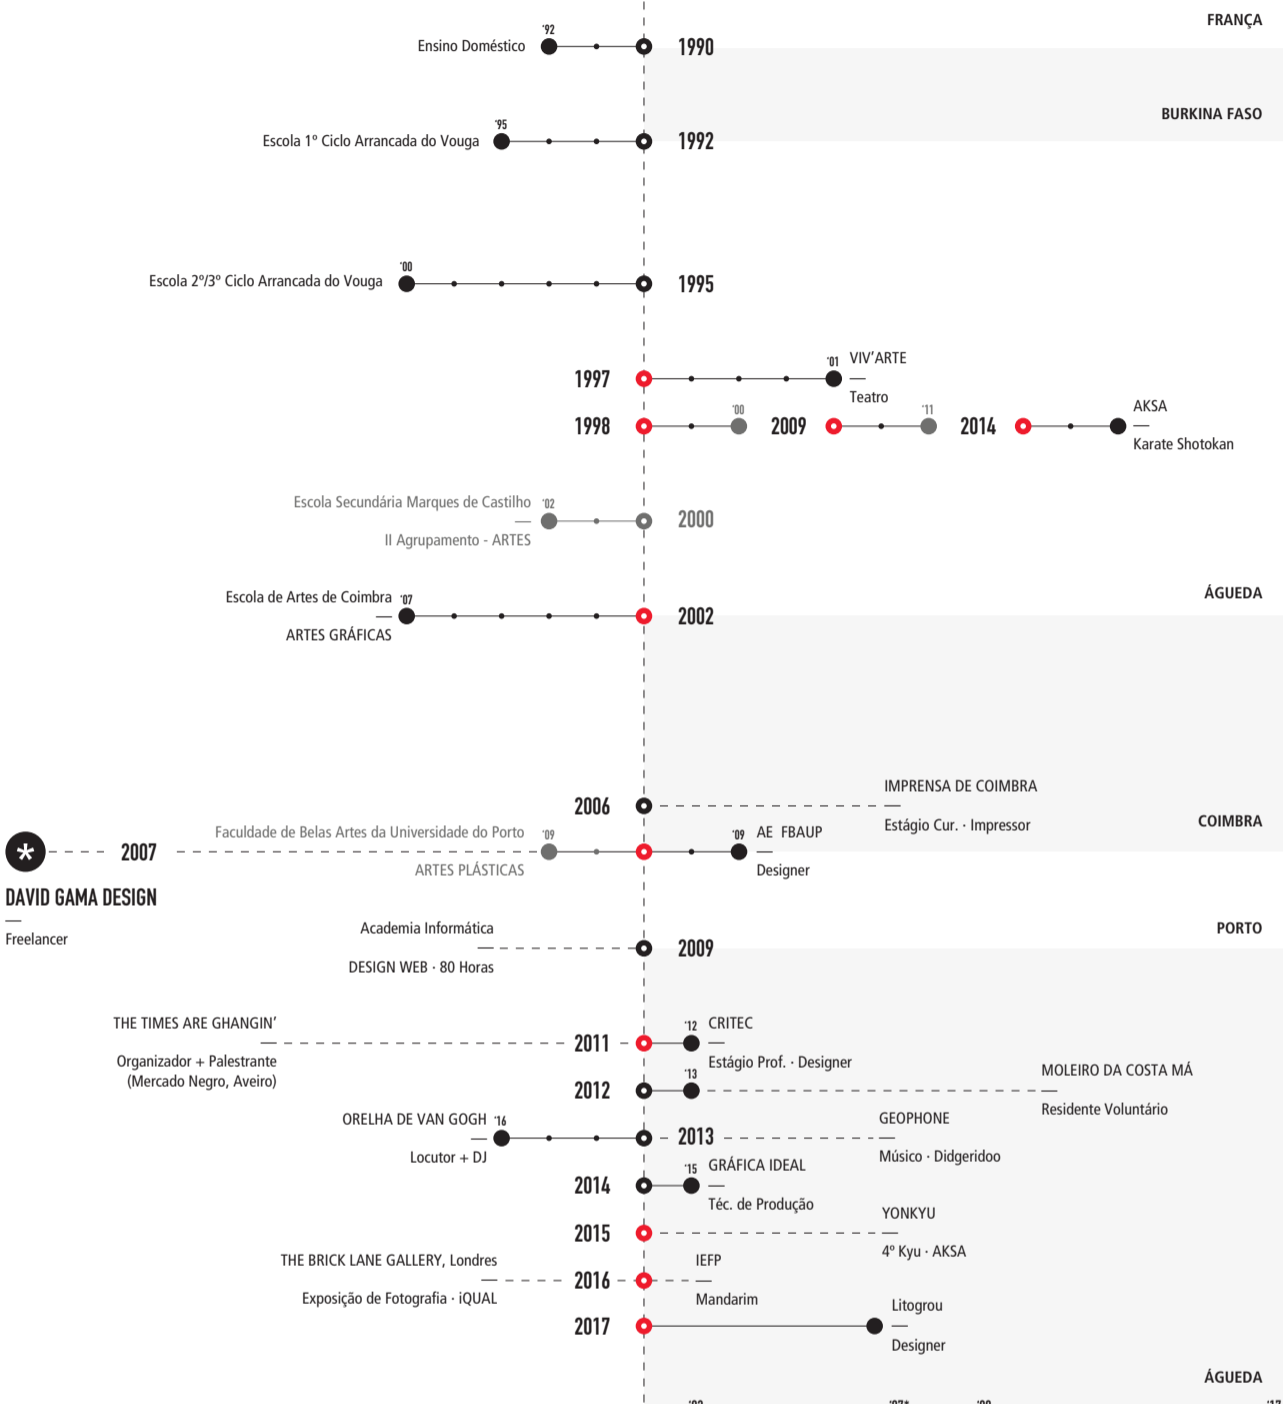 FRANÇA
'92
Ensino Doméstico
1990
BURKINA FASO
'95
Escola 1º Ciclo Arrancada do Vouga
1992
'00
Escola 2º/3º Ciclo Arrancada do Vouga
1995
1997
'01
VIV'ARTE
Teatro
1998
'00
2009
'11
2014
AKSA
Karate Shotokan
Escola Secundária Marques de Castilho
'02
2000
II Agrupamento - ARTES
ÁGUEDA
Escola de Artes de Coimbra
'07
2002
ARTES GRÁFICAS
2006
IMPRENSA DE COIMBRA
Estágio Cur. · Impressor
COIMBRA
*
2007
Faculdade de Belas Artes da Universidade do Porto
'09
'09
AE FBAUP
ARTES PLÁSTICAS
Designer
DAVID GAMA DESIGN
Freelancer
PORTO
Academia Informática
2009
DESIGN WEB · 80 Horas
THE TIMES ARE GHANGIN'
2011
'12
CRITEC
Organizador + Palestrante
(Mercado Negro, Aveiro)
Estágio Prof. · Designer
2012
'13
MOLEIRO DA COSTA MÁ
Residente Voluntário
ORELHA DE VAN GOGH
'16
2013
GEOPHONE
Locutor + DJ
Músico · Didgeridoo
2014
'15
GRÁFICA IDEAL
Téc. de Produção
2015
YONKYU
4º Kyu · AKSA
THE BRICK LANE GALLERY, Londres
2016
IEFP
Exposição de Fotografia · iQUAL
Mandarim
2017
Litogrou
Designer
ÁGUEDA